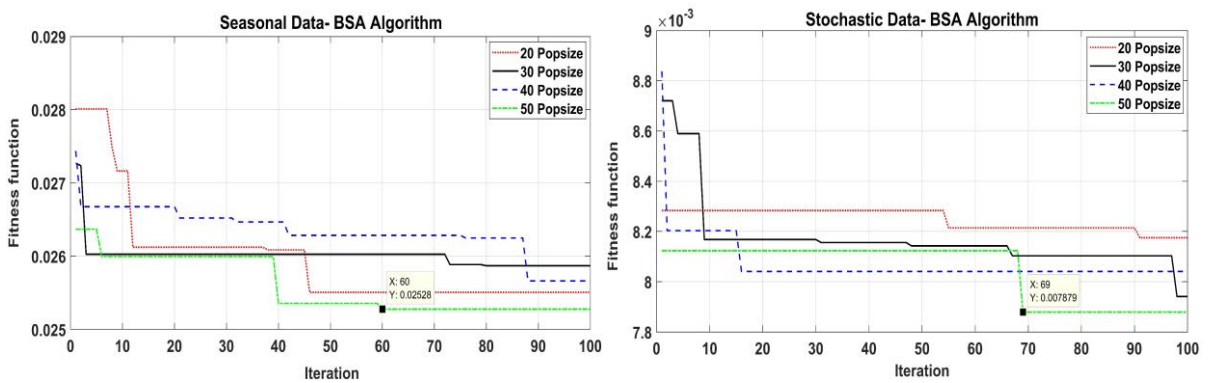 Seasonal Data- BSA Algorithm
0.029
0.028
0.027
0.026
0.025
Fitness function
0 10 20 30 40 50 60 70 80 90 100
Iteration
20 Popsize
30 Popsize
40 Popsize
50 Popsize
X: 60
Y: 0.02528
Stochastic Data- BSA Algorithm
×10-3
9
8.8
8.6
8.4
8.2
8
7.8
Fitness function
0 10 20 30 40 50 60 70 80 90 100
Iteration
20 Popsize
30 Popsize
40 Popsize
50 Popsize
X: 69
Y: 0.007879